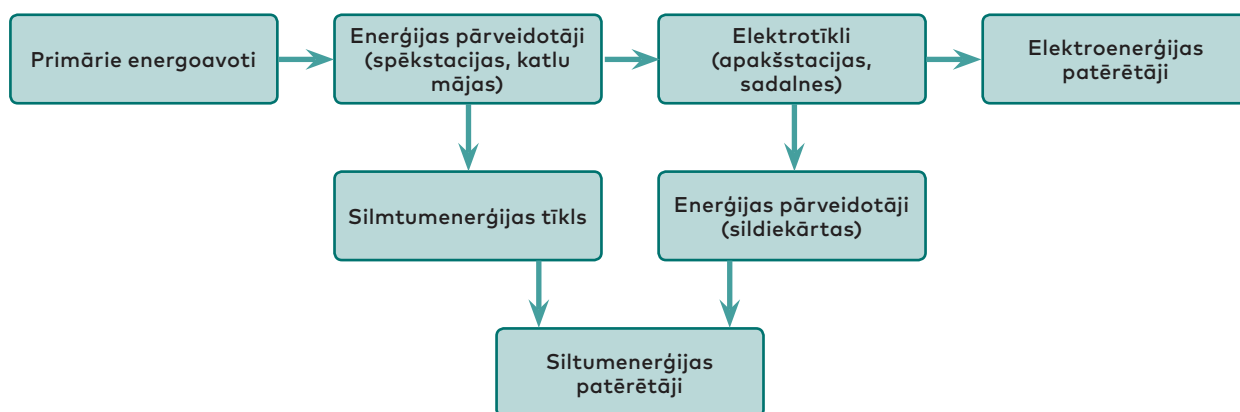 Primārie energoavoti
Enerģijas pārveidotāji
(spēkstacijas, katlu
mājas)
Elektrotīkli
(apakšstacijas,
sadalnes)
Elektroenerģijas
patērētāji
Silmtumenerģijas tīkls
Enerģijas pārveidotāji
(sildiekārtas)
Siltumenerģijas
patērētāji